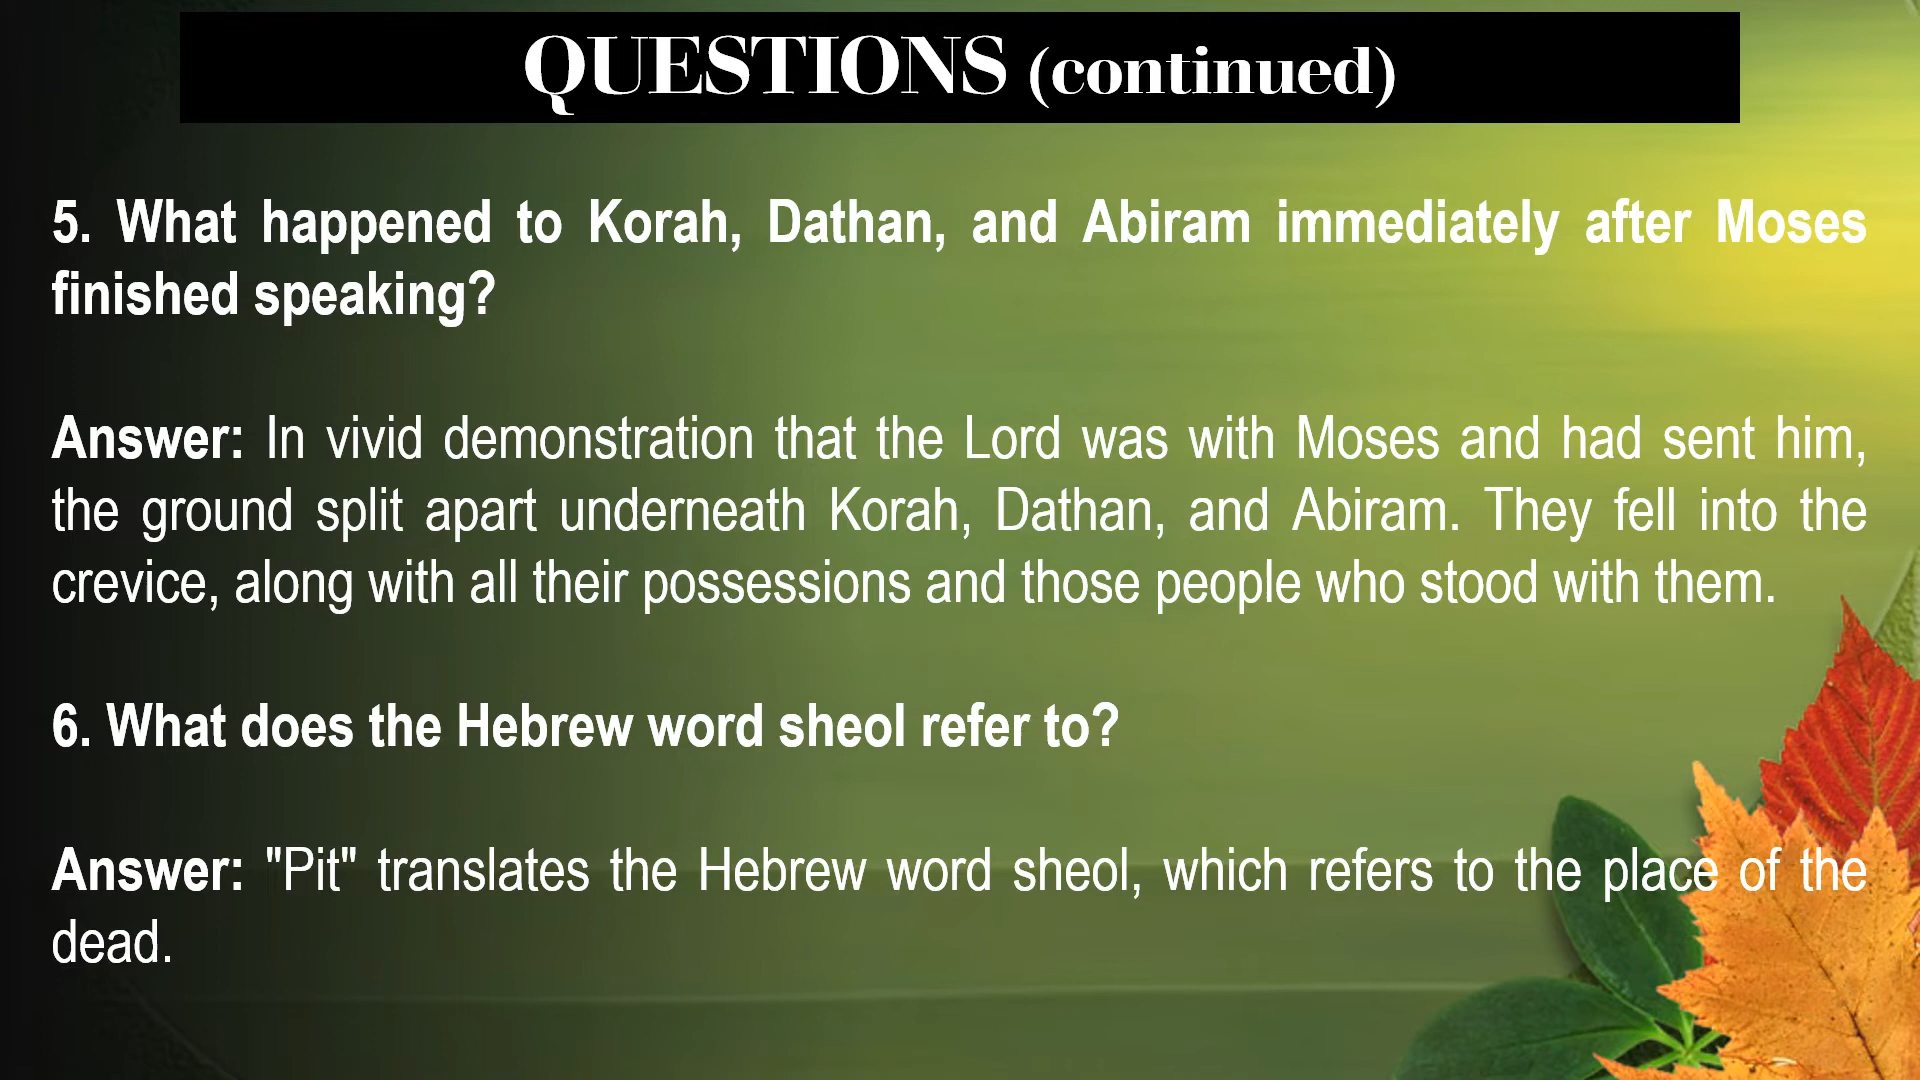 QUESTIONS (continued)
5. What happened to Korah, Dathan, and Abiram immediately after Moses
finished speaking?
Answer: In vivid demonstration that the Lord was with Moses and had sent him,
the ground split apart underneath Korah, Dathan, and Abiram. They fell into the
crevice, along with all their possessions and those people who stood with them.
6. What does the Hebrew word sheol refer to?
Answer: "Pit" translates the Hebrew word sheol, which refers to the place of the
dead.